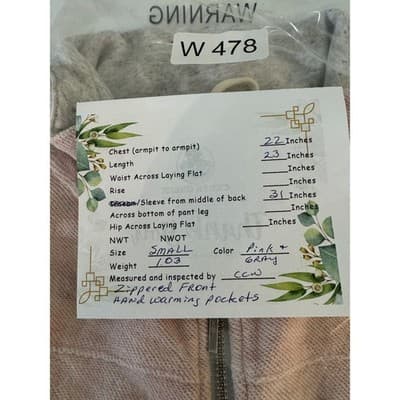 WARNING
W 478
Chest (armpit to armpit) 22 Inches
Length 23 Inches
Waist Across Laying Flat Inches
Rise Inches
/Sleeve from middle of back 31 Inches
Across bottom of pant leg
Hip Across Laying Flat Inches
NWT NWOT
Size SMALL Color Pink +
Weight 1.03 GRAY
Measured and inspected by CCW
Zippered Front
HAND warming pockets